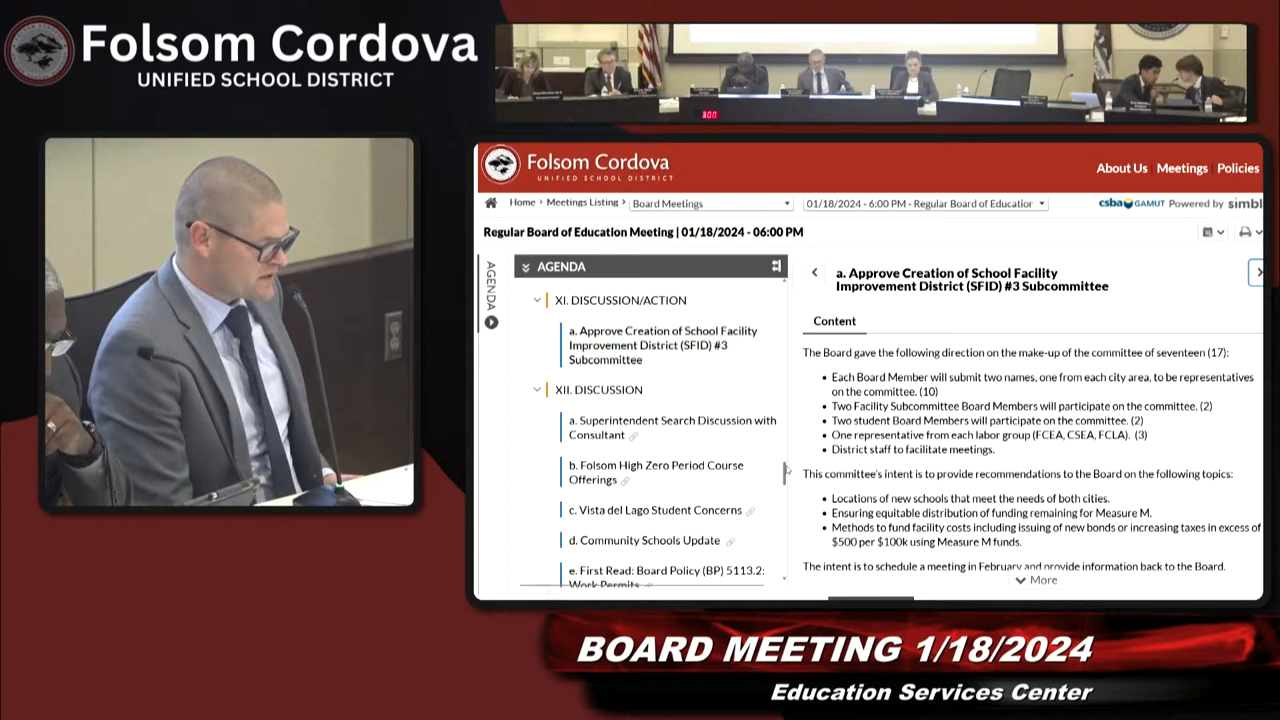 Folsom Cordova
UNIFIED SCHOOL DISTRICT
3:00
Folsom Cordova
UNIFIED SCHOOL DISTRICT
About Us Meetings Policies
Home > Meetings Listing > Board Meetings 01/18/2024 - 6:00 PM - Regular Board of Education csba GAMUT Powered by simbl
Regular Board of Education Meeting | 01/18/2024 - 06:00 PM
AGENDA
AGENDA
XI. DISCUSSION/ACTION
a. Approve Creation of School Facility
Improvement District (SFID) #3
Subcommittee
XII. DISCUSSION
a. Superintendent Search Discussion with
Consultant
b. Folsom High Zero Period Course
Offerings
c. Vista del Lago Student Concerns
d. Community Schools Update
e. First Read: Board Policy (BP) 5113.2:
Work Permits
a. Approve Creation of School Facility
Improvement District (SFID) #3 Subcommittee
Content
The Board gave the following direction on the make-up of the committee of seventeen (17):
• Each Board Member will submit two names, one from each city area, to be representatives
on the committee. (10)
• Two Facility Subcommittee Board Members will participate on the committee. (2)
• Two student Board Members will participate on the committee. (2)
• One representative from each labor group (FCEA, CSEA, FCLA). (3)
• District staff to facilitate meetings.
This committee's intent is to provide recommendations to the Board on the following topics:
• Locations of new schools that meet the needs of both cities.
• Ensuring equitable distribution of funding remaining for Measure M.
• Methods to fund facility costs including issuing of new bonds or increasing taxes in excess of
$500 per $100k using Measure M funds.
The intent is to schedule a meeting in February and provide information back to the Board.
More
BOARD MEETING 1/18/2024
Education Services Center